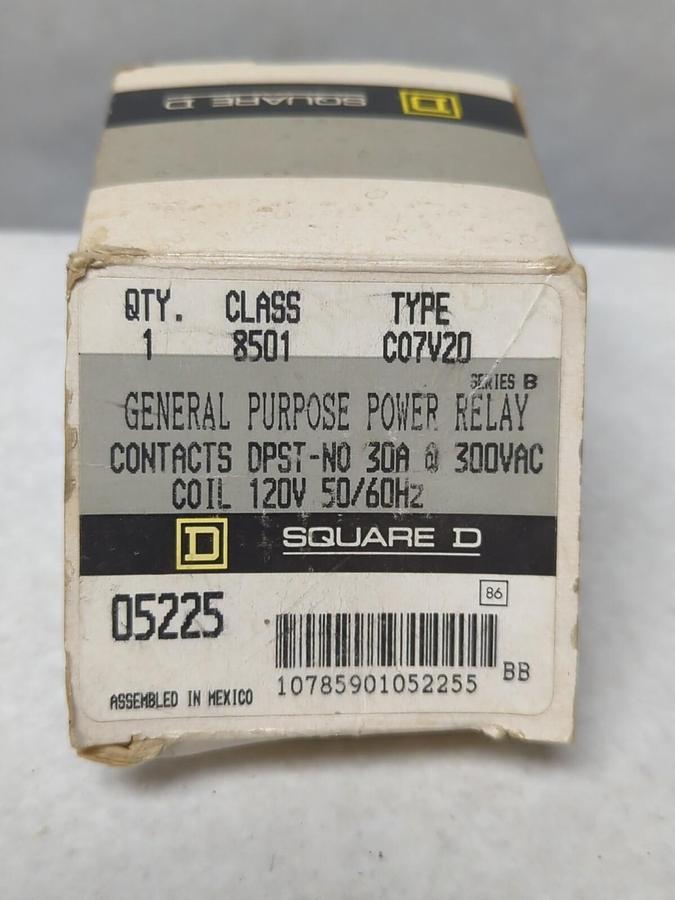 SQUARE D
QTY. CLASS TYPE
1 8501 CO7V20
SERIES B
GENERAL PURPOSE POWER RELAY
CONTACTS DPST-NO 30A @ 300VAC
COIL 120V 50/60Hz
D SQUARE D
05225
86
BB
10785901052255
ASSEMBLED IN MEXICO